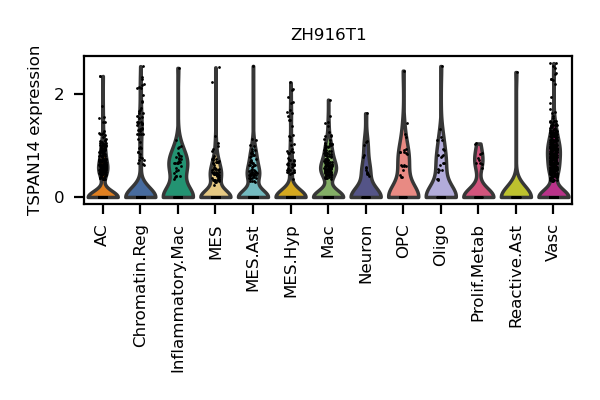 ZH916T1
TSPAN14 expression
2
0
AC
Chromatin.Reg
Inflammatory.Mac
MES
MES.Ast
MES.Hyp
Mac
Neuron
OPC
Oligo
Prolif.Metab
Reactive.Ast
Vasc